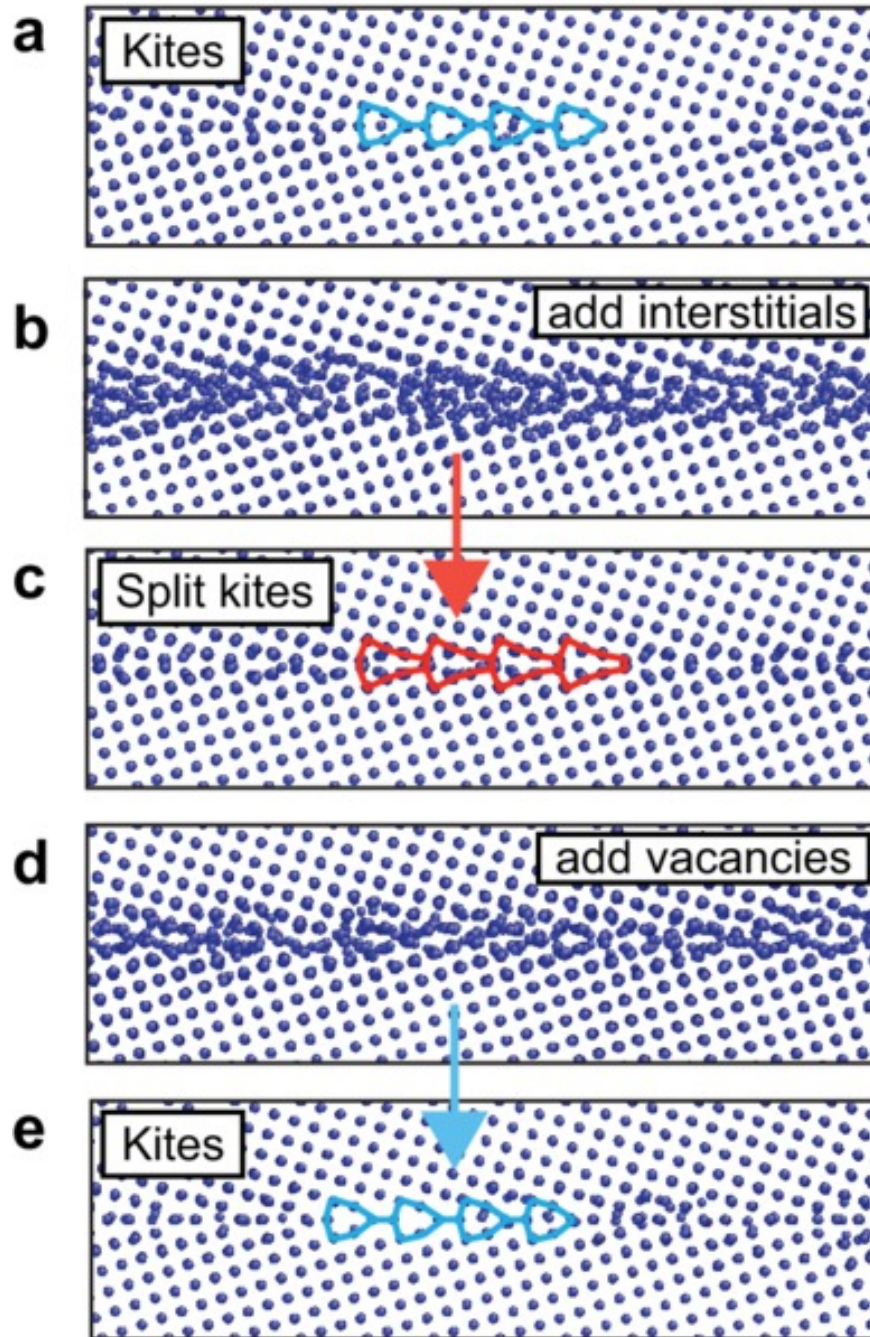 a
Kites
b
add interstitials
c
Split kites
d
add vacancies
e
Kites